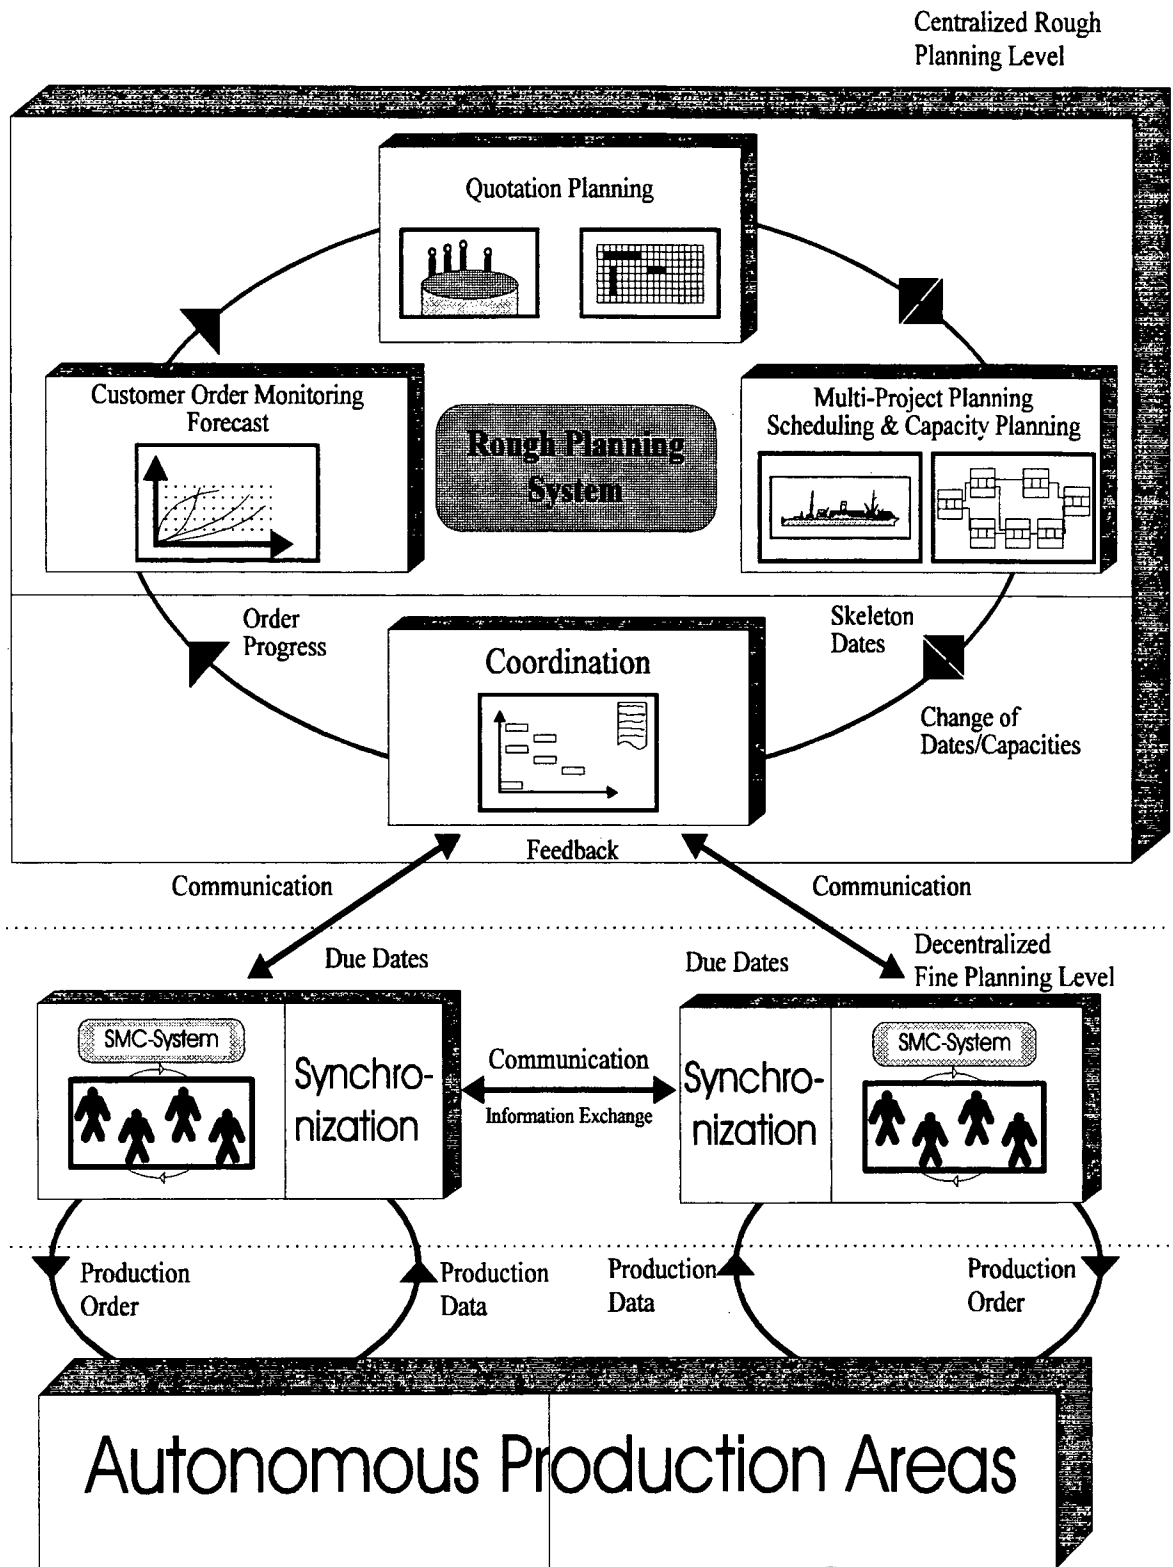 Centralized Rough
Planning Level
Quotation Planning
Customer Order Monitoring
Forecast
Multi-Project Planning
Scheduling & Capacity Planning
Rough Planning
System
Order
Progress
Skeleton
Dates
Coordination
Change of
Dates/Capacities
Feedback
Communication
Communication
Due Dates
Due Dates
Decentralized
Fine Planning Level
SMC-System
Synchro-
nization
Communication
Information Exchange
Synchro-
nization
SMC-System
Production
Order
Production
Data
Production
Data
Production
Order
Autonomous Production Areas